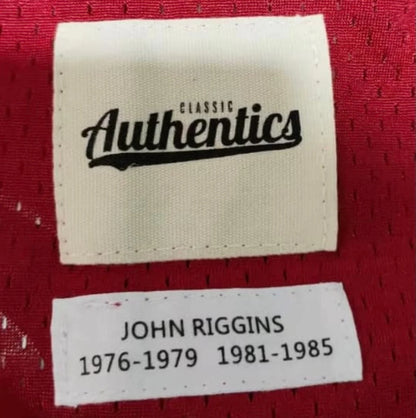 CLASSIC
Authentics
JOHN RIGGINS
1976-1979 1981-1985